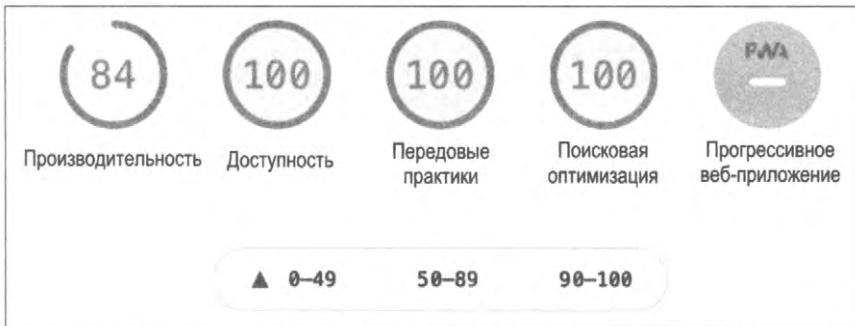 84 100 100 100 PWA
Производительность Доступность Передовые практики Поисковая оптимизация Прогрессивное веб-приложение
▲ 0–49 50–89 90–100